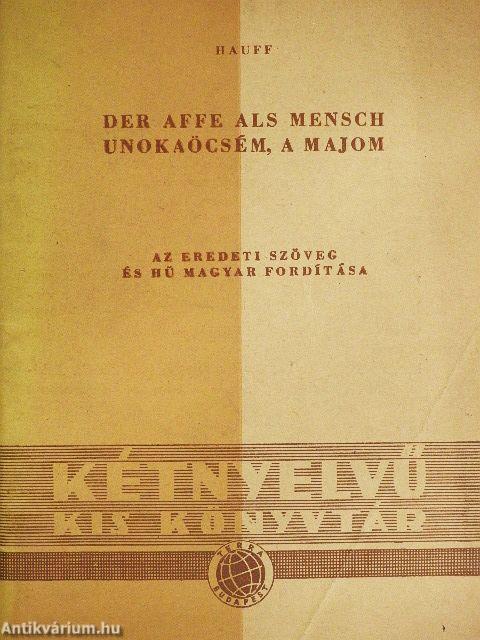 HAUFF
DER AFFE ALS MENSCH
UNOKAÖCSÉM, A MAJOM
AZ EREDETI SZÖVEG
ÉS HŰ MAGYAR FORDÍTÁSA
KÉTNYELVŰ
KIS KÖNYVTÁR
TERRA
BUDAPEST
Antikvárium.hu